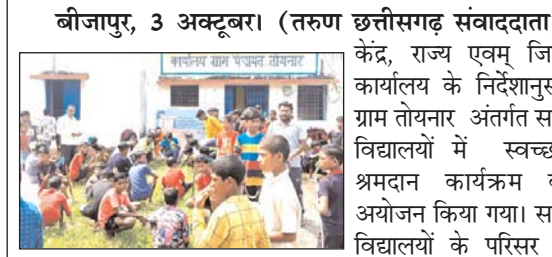 बीजापुर, 3 अक्टूबर। (तरुण छत्तीसगढ़ संवाददाता
कार्यालय ग्राम पंचायत तोयनार
केंद्र, राज्य एवम्
कार्यालय के
ग्राम तोयनार अंतर्गत
विद्यालयों में
श्रमदान कार्यक्रम
अयोजन किया गया।
विद्यालयों के परिसर